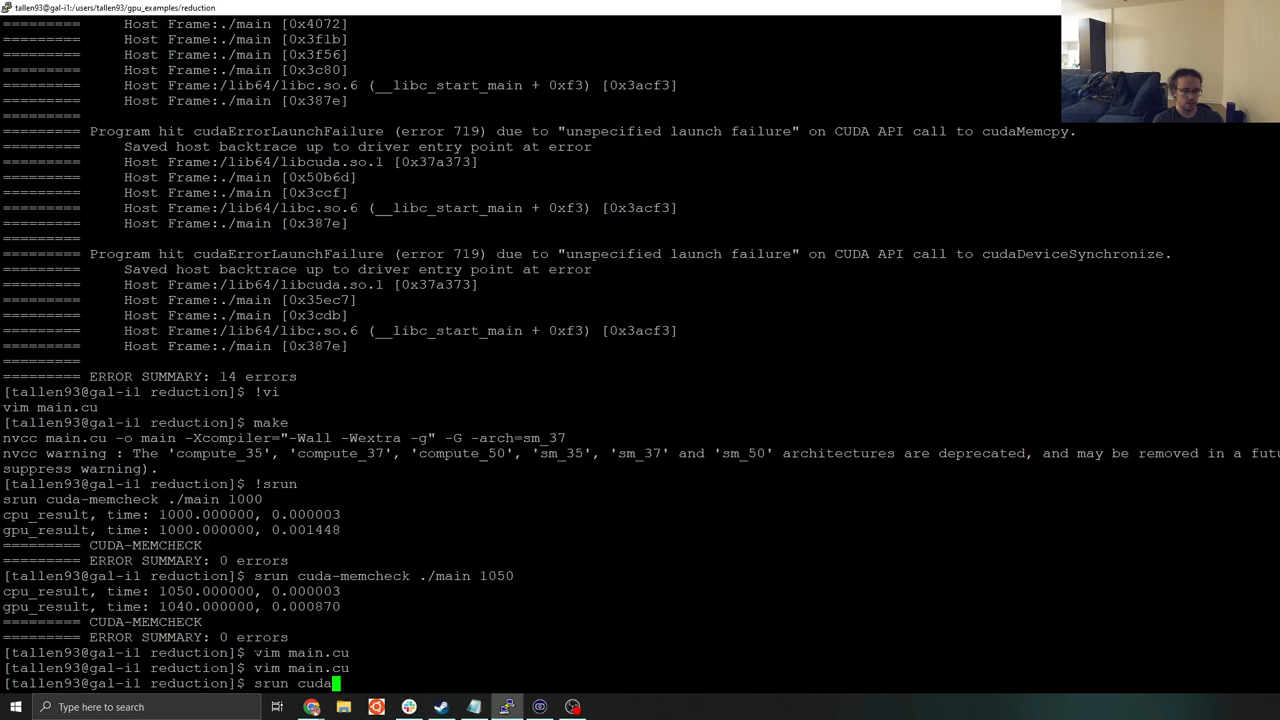 tallen93@gal-i1:/users/tallen93/gpu_examples/reduction
========= Host Frame:./main [0x4072]
========= Host Frame:./main [0x3f1b]
========= Host Frame:./main [0x3f56]
========= Host Frame:./main [0x3c80]
========= Host Frame:/lib64/libc.so.6 (__libc_start_main + 0xf3) [0x3acf3]
========= Host Frame:./main [0x387e]
=========
========= Program hit cudaErrorLaunchFailure (error 719) due to "unspecified launch failure" on CUDA API call to cudaMemcpy.
========= Saved host backtrace up to driver entry point at error
========= Host Frame:/lib64/libcuda.so.1 [0x37a373]
========= Host Frame:./main [0x50b6d]
========= Host Frame:./main [0x3ccf]
========= Host Frame:/lib64/libc.so.6 (__libc_start_main + 0xf3) [0x3acf3]
========= Host Frame:./main [0x387e]
=========
========= Program hit cudaErrorLaunchFailure (error 719) due to "unspecified launch failure" on CUDA API call to cudaDeviceSynchronize.
========= Saved host backtrace up to driver entry point at error
========= Host Frame:/lib64/libcuda.so.1 [0x37a373]
========= Host Frame:./main [0x35ec7]
========= Host Frame:./main [0x3cdb]
========= Host Frame:/lib64/libc.so.6 (__libc_start_main + 0xf3) [0x3acf3]
========= Host Frame:./main [0x387e]
=========
========= ERROR SUMMARY: 14 errors
[tallen93@gal-i1 reduction]$ !vi
vim main.cu
[tallen93@gal-i1 reduction]$ make
nvcc main.cu -o main -Xcompiler="-Wall -Wextra -g" -G -arch=sm_37
nvcc warning : The 'compute_35', 'compute_37', 'compute_50', 'sm_35', 'sm_37' and 'sm_50' architectures are deprecated, and may be removed in a futu
suppress warning).
[tallen93@gal-i1 reduction]$ !srun
srun cuda-memcheck ./main 1000
cpu_result, time: 1000.000000, 0.000003
gpu_result, time: 1000.000000, 0.001448
========= CUDA-MEMCHECK
========= ERROR SUMMARY: 0 errors
[tallen93@gal-i1 reduction]$ srun cuda-memcheck ./main 1050
cpu_result, time: 1050.000000, 0.000003
gpu_result, time: 1040.000000, 0.000870
========= CUDA-MEMCHECK
========= ERROR SUMMARY: 0 errors
[tallen93@gal-i1 reduction]$ vim main.cu
[tallen93@gal-i1 reduction]$ vim main.cu
[tallen93@gal-i1 reduction]$ srun cuda
Type here to search